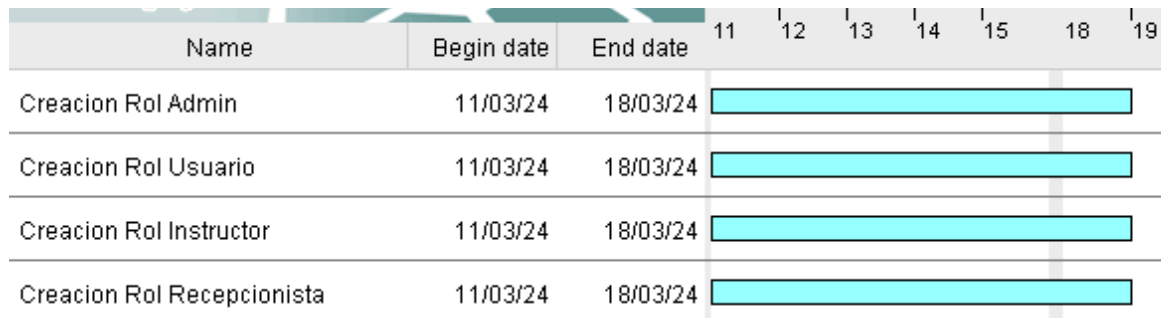 Name Begin date End date 11 12 13 14 15 18 19
Creacion Rol Admin 11/03/24 18/03/24
Creacion Rol Usuario 11/03/24 18/03/24
Creacion Rol Instructor 11/03/24 18/03/24
Creacion Rol Recepcionista 11/03/24 18/03/24